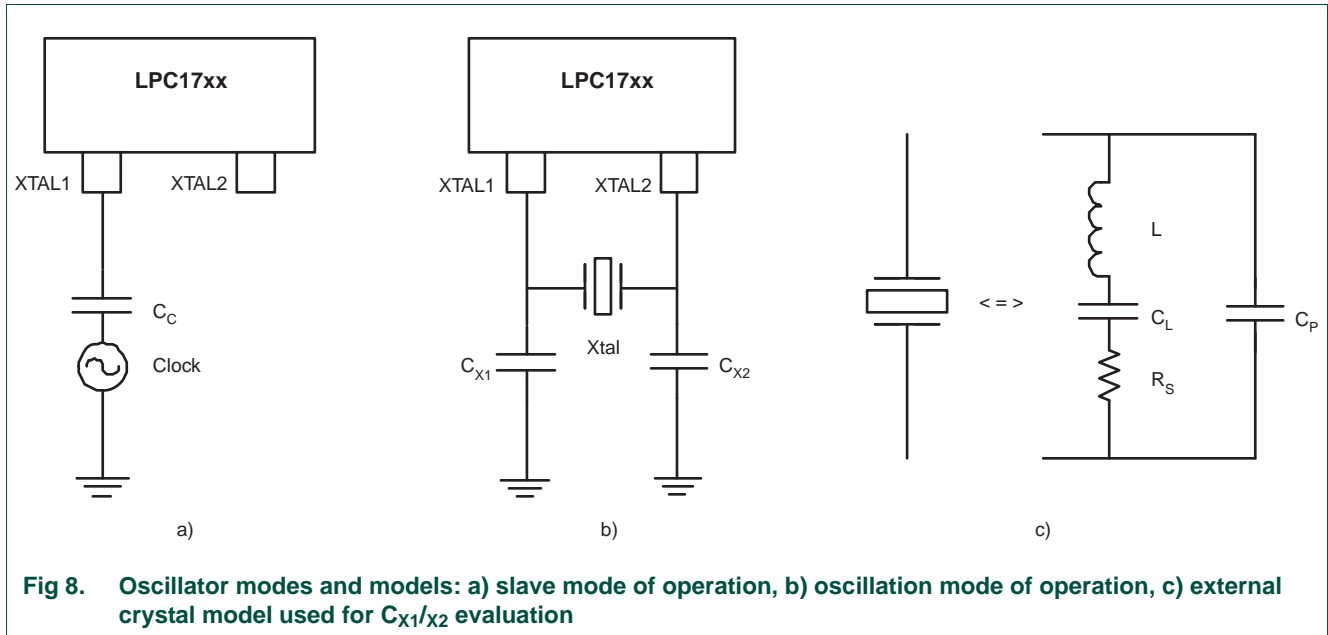 LPC17xx
XTAL1
XTAL2
C_C
Clock
a)
LPC17xx
XTAL1
XTAL2
Xtal
C_X1
C_X2
b)
< = >
L
C_L
R_S
C_P
c)
Fig 8. Oscillator modes and models: a) slave mode of operation, b) oscillation mode of operation, c) external
crystal model used for C_X1/X2 evaluation